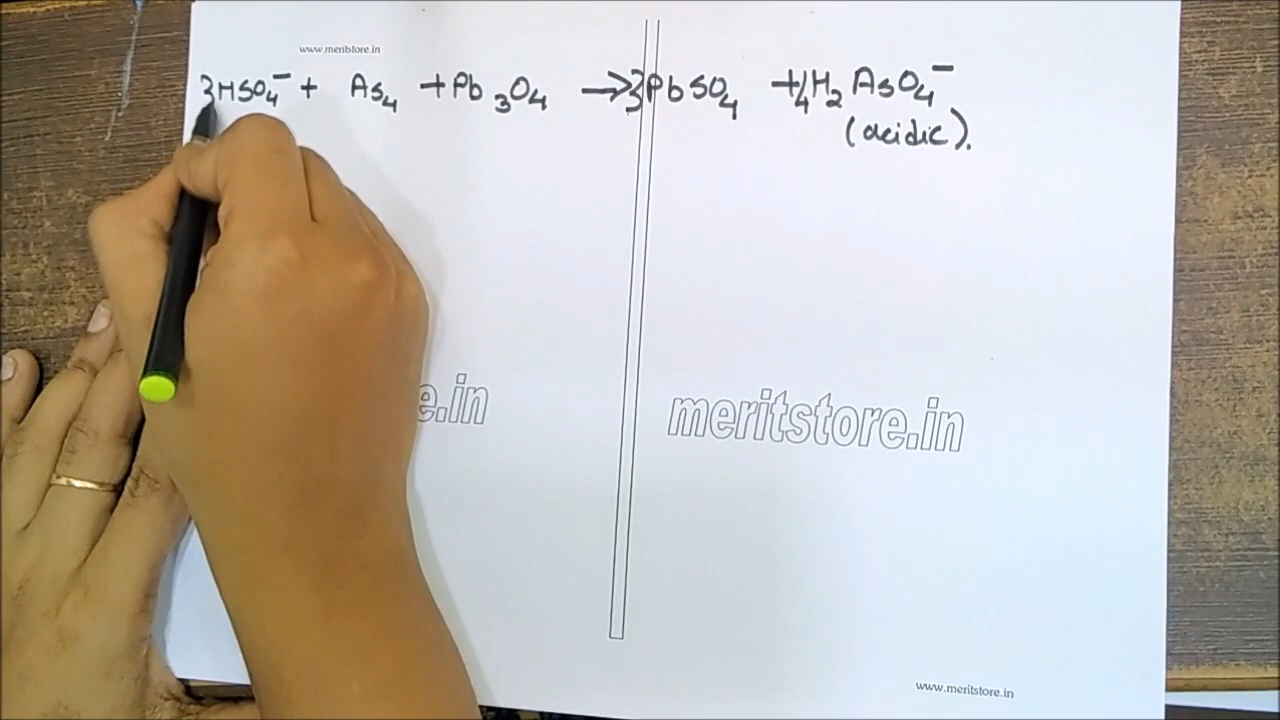 www.meritstore.in
3HSO₄⁻ + As₄ + Pb₃O₄ → 3PbSO₄ + 4H₂AsO₄⁻
(acidic).
e.in
meritstore.in
www.meritstore.in